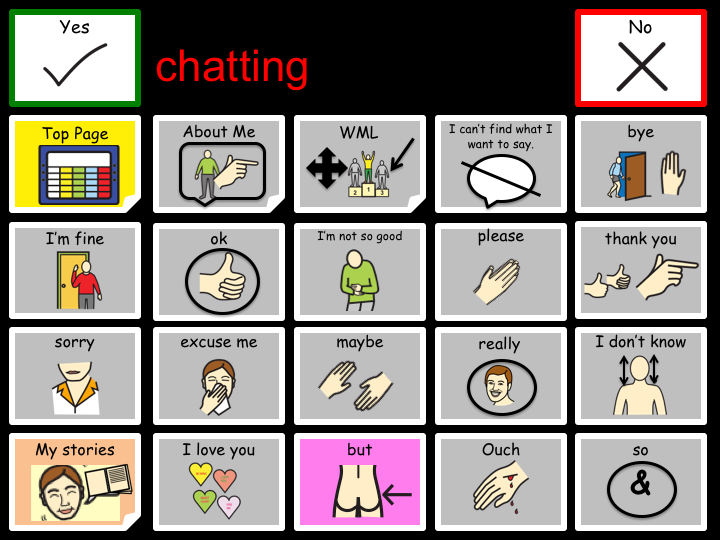 Yes
chatting
No
Top Page
About Me
WML
2 1 3
I can't find what I
want to say.
bye
I'm fine
ok
I'm not so good
please
thank you
sorry
excuse me
maybe
really
I don't know
My stories
I love you
but
Ouch
so
&